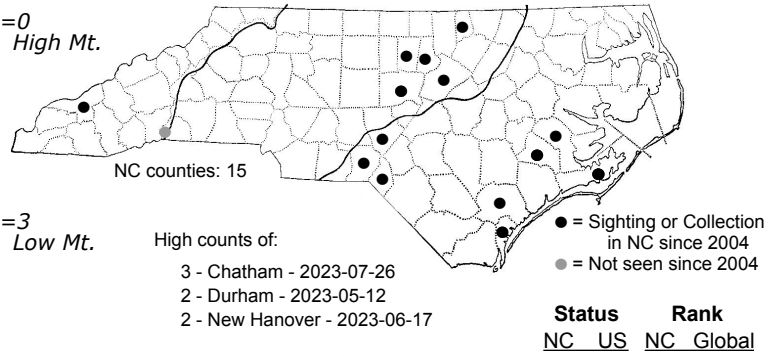 =0
High Mt.
NC counties: 15
=3
Low Mt.
High counts of:
3 - Chatham - 2023-07-26
2 - Durham - 2023-05-12
2 - New Hanover - 2023-06-17
● = Sighting or Collection
in NC since 2004
● = Not seen since 2004
Status Rank
NC US NC Global